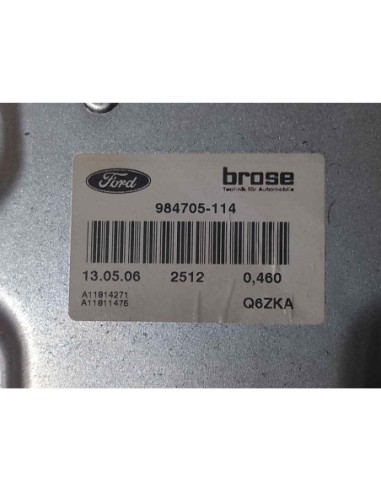 Ford brose
Technik für Automobile
984705-114
13.05.06 2512 0,460
A11814271
A11811476 Q6ZKA